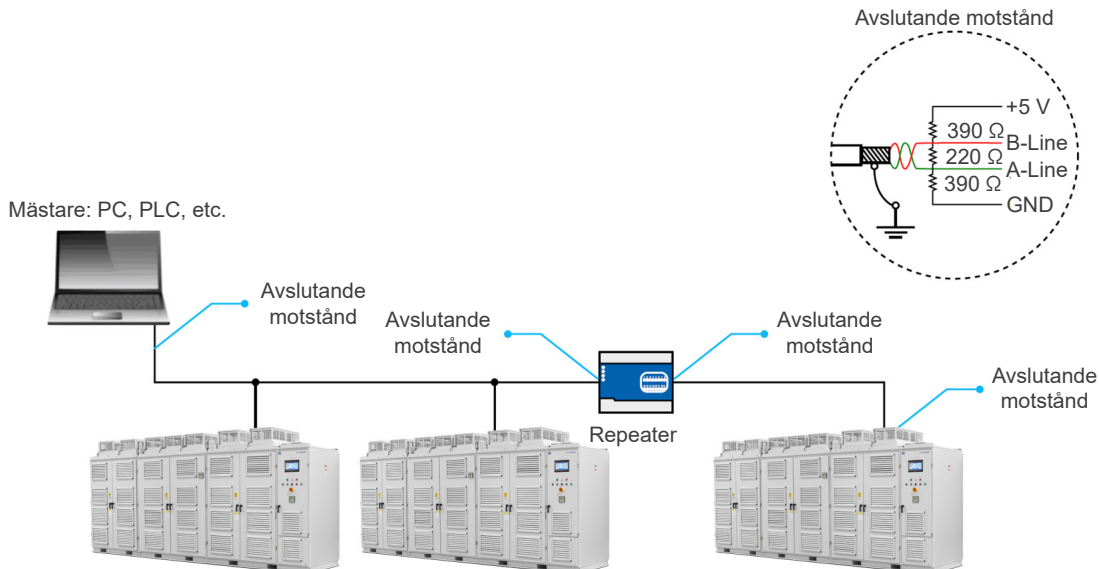 Avslutande motstånd
+5 V
390 Ω
B-Line
220 Ω
A-Line
390 Ω
GND
Mästare: PC, PLC, etc.
Avslutande
motstånd
Avslutande
motstånd
Avslutande
motstånd
Avslutande
motstånd
Repeater